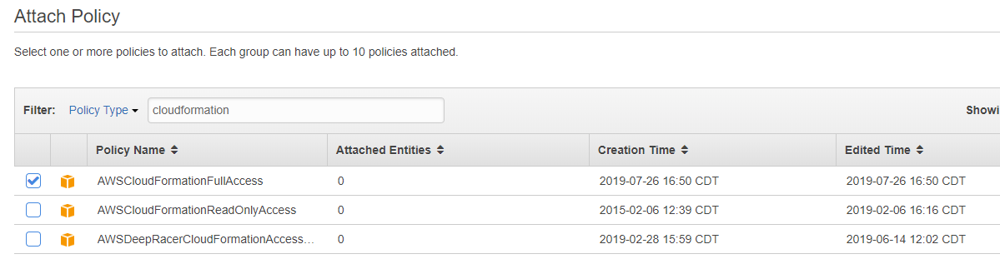 Attach Policy
Select one or more policies to attach. Each group can have up to 10 policies attached.
Filter: Policy Type cloudformation Showi
Policy Name Attached Entities Creation Time Edited Time
AWSCloudFormationFullAccess 0 2019-07-26 16:50 CDT 2019-07-26 16:50 CDT
AWSCloudFormationReadOnlyAccess 0 2015-02-06 12:39 CDT 2019-02-06 16:16 CDT
AWSDeepRacerCloudFormationAccess… 0 2019-02-28 15:59 CDT 2019-06-14 12:02 CDT